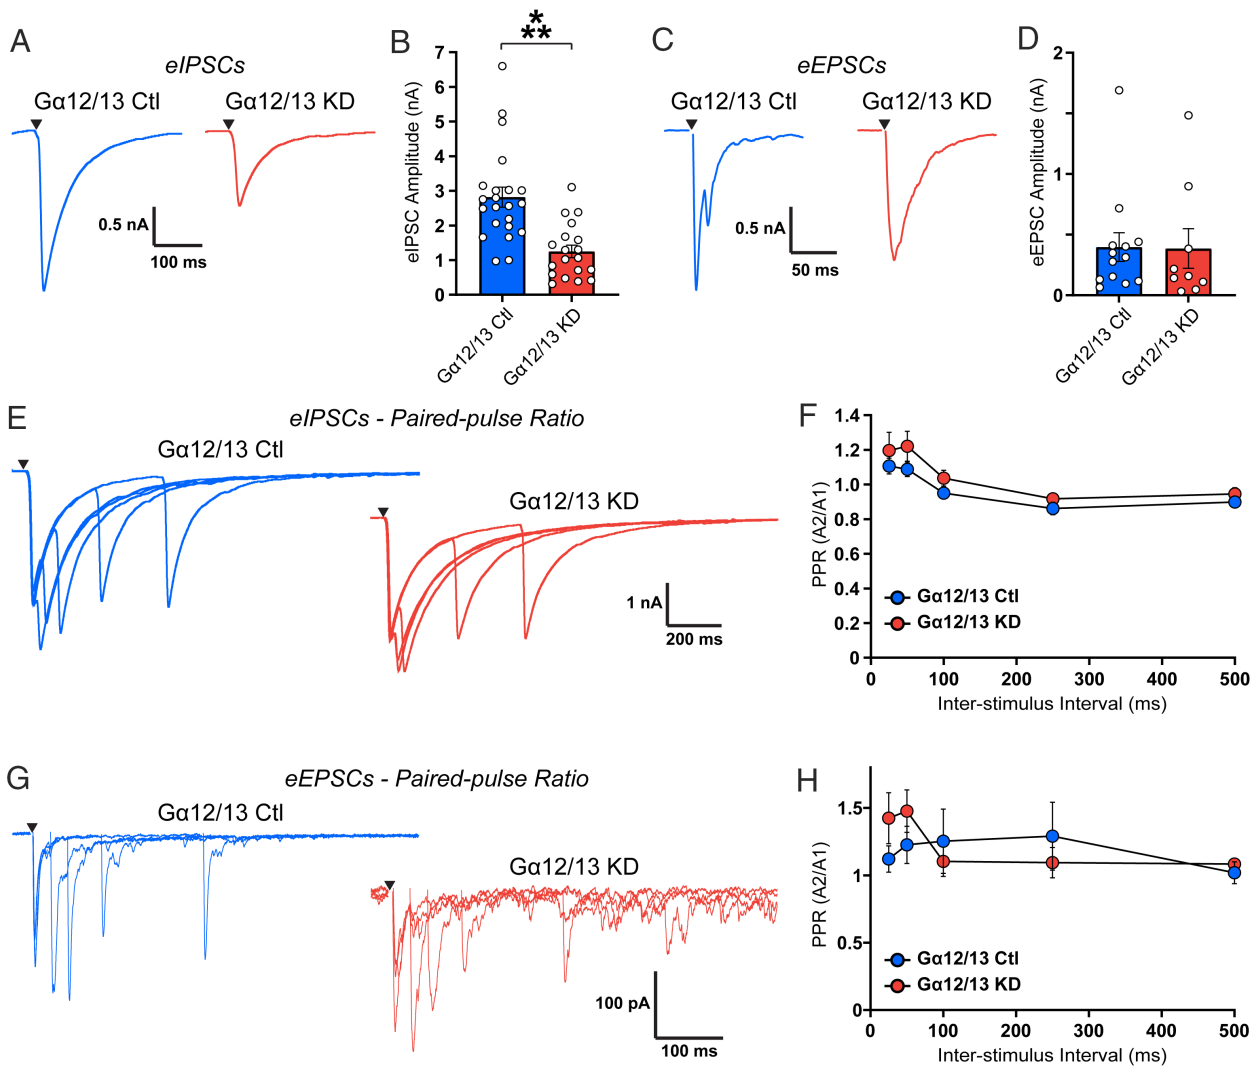 A
eIPSCs
Gα12/13 Ctl
Gα12/13 KD
0.5 nA
100 ms
B
*
**
eIPSC Amplitude (nA)
7
6
5
4
3
2
1
0
Gα12/13 Ctl
Gα12/13 KD
C
eEPSCs
Gα12/13 Ctl
Gα12/13 KD
0.5 nA
50 ms
D
eEPSC Amplitude (nA)
2
1
0
Gα12/13 Ctl
Gα12/13 KD
E
eIPSCs - Paired-pulse Ratio
Gα12/13 Ctl
Gα12/13 KD
1 nA
200 ms
F
PPR (A2/A1)
1.4
1.2
1.0
0.8
0.6
0.4
0.2
0
Gα12/13 Ctl
Gα12/13 KD
0 100 200 300 400 500
Inter-stimulus Interval (ms)
G
eEPSCs - Paired-pulse Ratio
Gα12/13 Ctl
Gα12/13 KD
100 pA
100 ms
H
PPR (A2/A1)
1.5
1
0.5
0
Gα12/13 Ctl
Gα12/13 KD
0 100 200 300 400 500
Inter-stimulus Interval (ms)